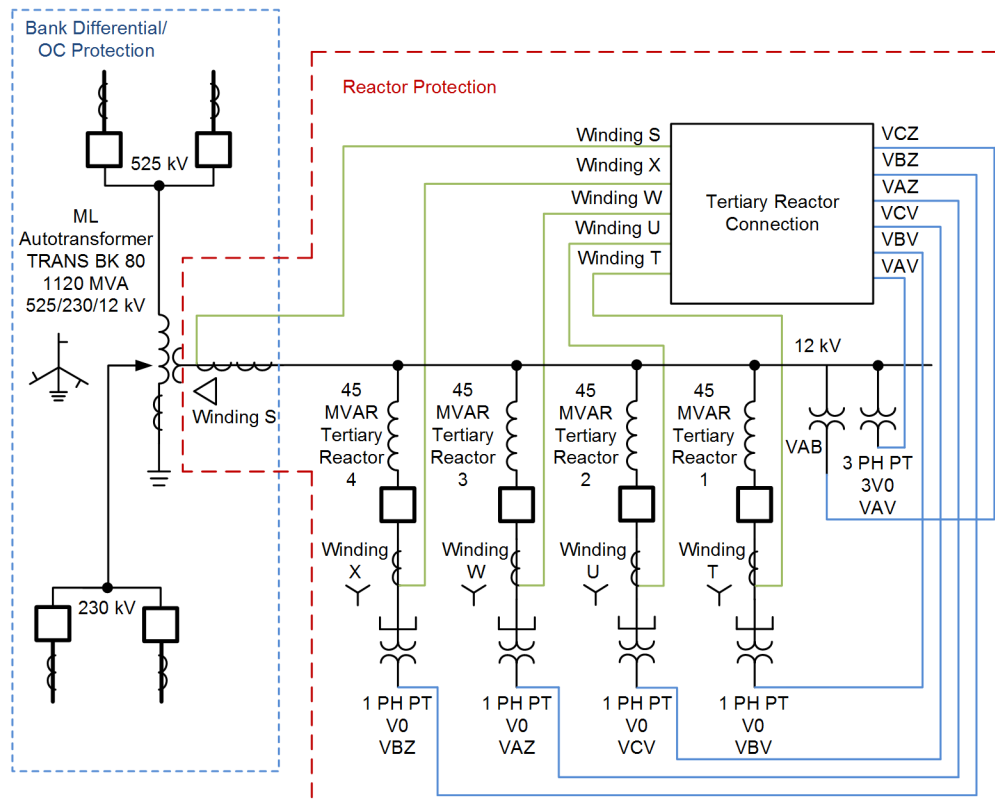 Bank Differential/
OC Protection
Reactor Protection
525 kV
ML
Autotransformer
TRANS BK 80
1120 MVA
525/230/12 kV
Winding S
230 kV
Winding S
Winding X
Winding W
Winding U
Winding T
Tertiary Reactor
Connection
VCZ
VBZ
VAZ
VCV
VBV
VAV
12 kV
45
MVAR
Tertiary
Reactor
4
45
MVAR
Tertiary
Reactor
3
45
MVAR
Tertiary
Reactor
2
45
MVAR
Tertiary
Reactor
1
VAB
3 PH PT
3V0
VAV
Winding
X
Winding
W
Winding
U
Winding
T
1 PH PT
V0
VBZ
1 PH PT
V0
VAZ
1 PH PT
V0
VCV
1 PH PT
V0
VBV